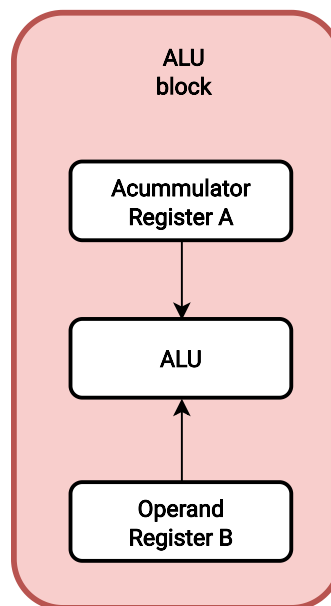 ALU
block
Acummulator
Register A
ALU
Operand
Register B